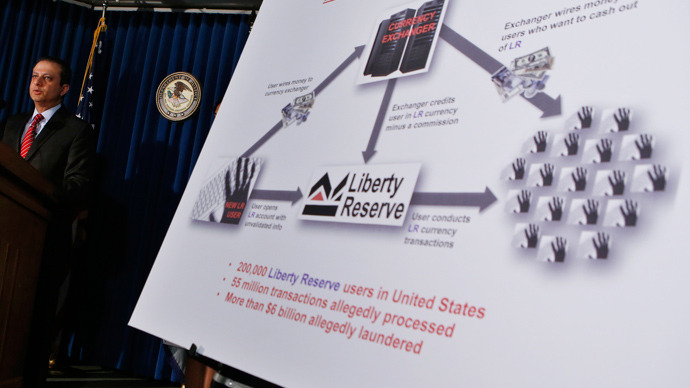 CURRENCY
EXCHANGER
Exchanger wires money
users who want to cash out
of LR
User wires money to
currency exchanger
Exchanger credits
user in LR currency
minus a commission
NEW LR
USER
User opens
LR account with
unvalidated info
Liberty
Reserve
User conducts
LR currency
transactions
• 200,000 Liberty Reserve users in United States
• 55 million transactions allegedly processed
• More than $6 billion allegedly laundered